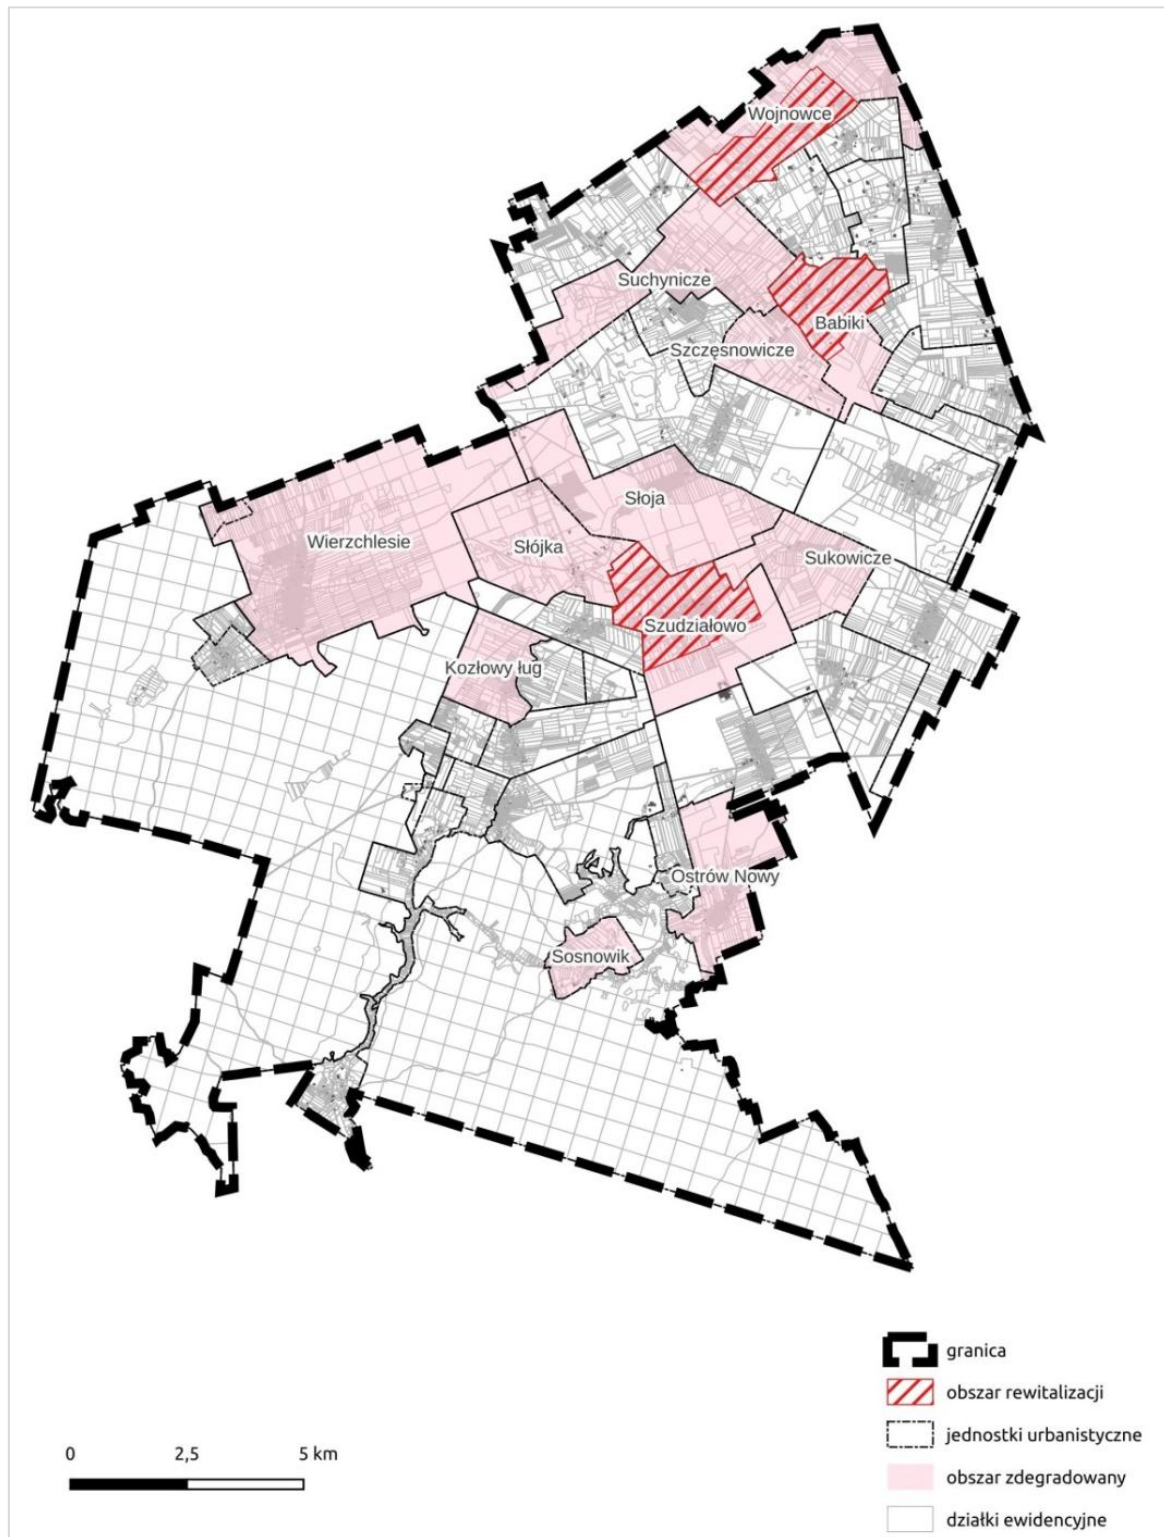 Wojnowce
Suchynicze
Babiki
Szczęsnowicze
Słoja
Wierzchlesie
Słójka
Sukowicze
Szudziałowo
Kozłowy ług
Ostrów Nowy
Sosnowik
granica
obszar rewitalizacji
jednostki urbanistyczne
obszar zdegradowany
działki ewidencyjne
0 2,5 5 km